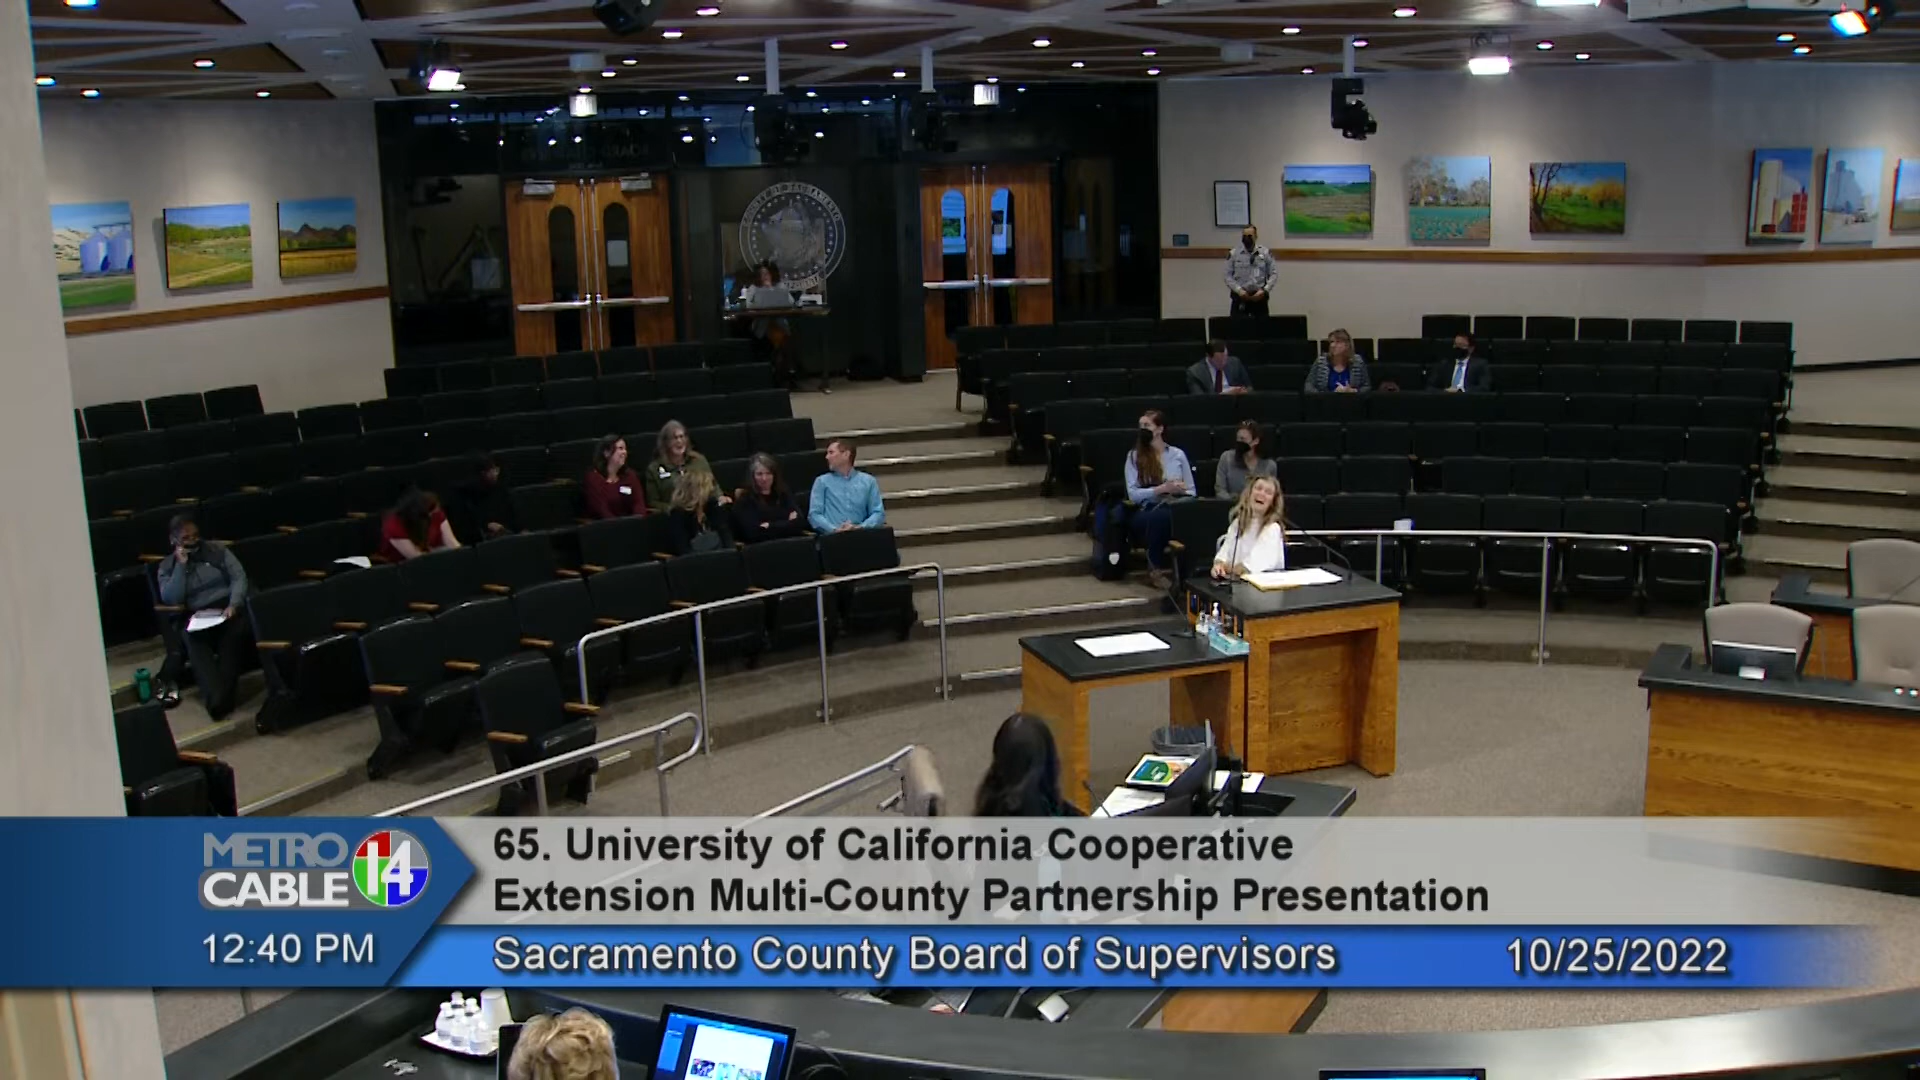 METRO
CABLE 14
12:40 PM
65. University of California Cooperative
Extension Multi-County Partnership Presentation
Sacramento County Board of Supervisors
10/25/2022